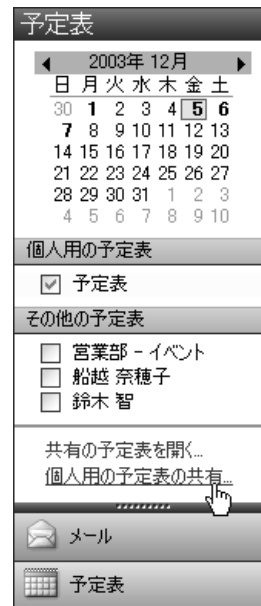 予定表
2003年 12月
日 月 火 水 木 金 土
30 1 2 3 4 5 6
7 8 9 10 11 12 13
14 15 16 17 18 19 20
21 22 23 24 25 26 27
28 29 30 31 1 2 3
4 5 6 7 8 9 10
個人用の予定表
予定表
その他の予定表
営業部 - イベント
船越 奈穂子
鈴木 智
共有の予定表を開く...
個人用の予定表の共有...
メール
予定表